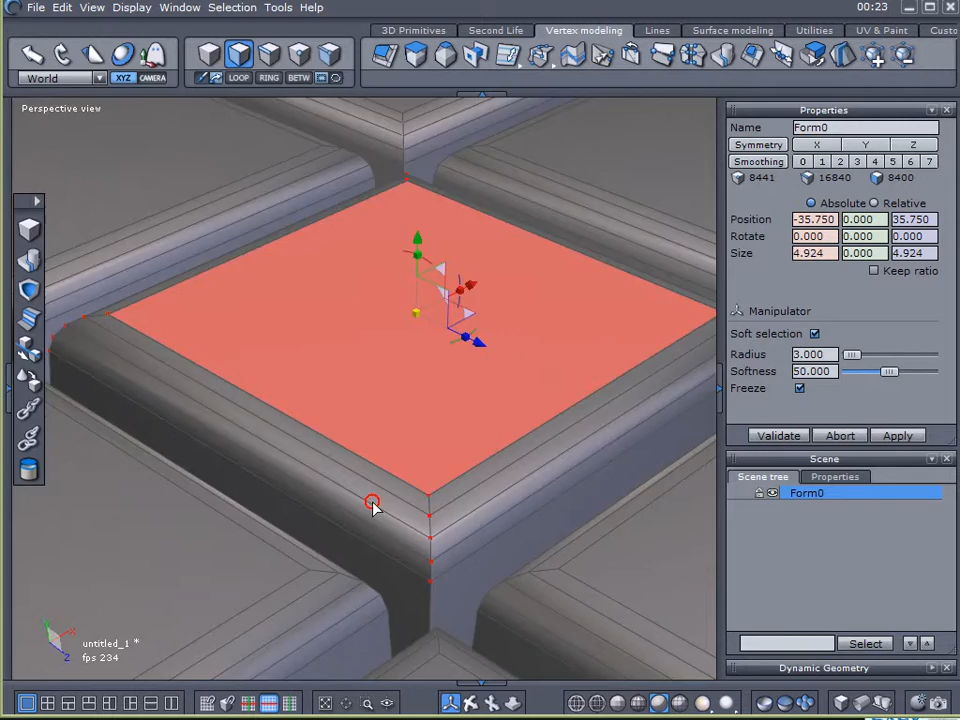 File Edit View Display Window Selection Tools Help 00:23
3D Primitives Second Life Vertex modeling Lines Surface modeling Utilities UV & Paint Custo
World XYZ CAMERA LOOP RING BETW
Perspective view
Properties
Name Form0
Symmetry X Y Z
Smoothing 0 1 2 3 4 5 6 7
8441 16840 8400
Absolute Relative
Position -35.750 0.000 35.750
Rotate 0.000 0.000 0.000
Size 4.924 0.000 4.924
Keep ratio
Manipulator
Soft selection
Radius 3.000
Softness 50.000
Freeze
Validate Abort Apply
Scene
Scene tree Properties
Form0
Select
Dynamic Geometry
Y X Z
untitled_1 *
fps 234